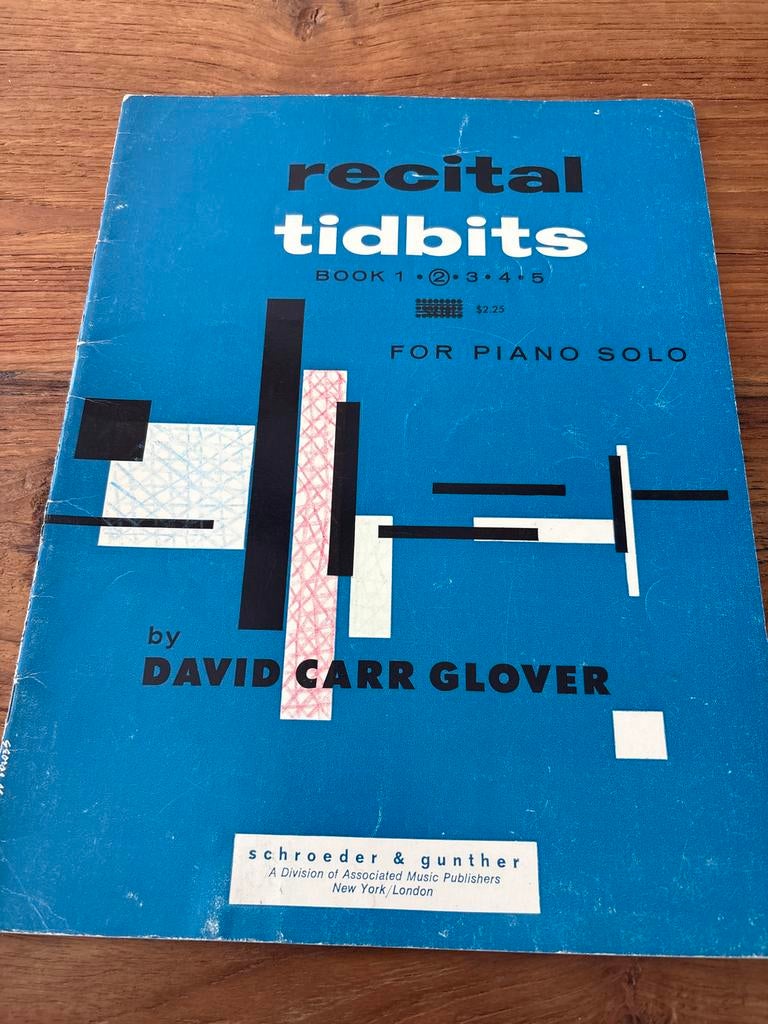 recital
tidbits
BOOK 1 • 2 • 3 • 4 • 5
$2.25
FOR PIANO SOLO
by
DAVID CARR GLOVER
schroeder & gunther
A Division of Associated Music Publishers
New York/London